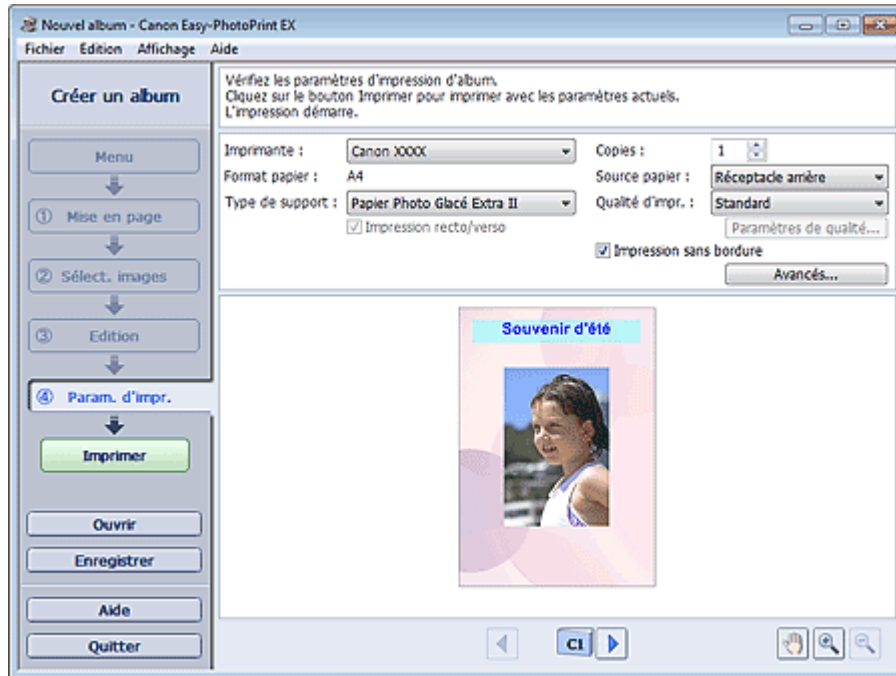 Nouvel album - Canon Easy-PhotoPrint EX
Fichier Edition Affichage Aide
Créer un album
Menu
① Mise en page
② Sélect. images
③ Edition
④ Param. d'impr.
Imprimer
Ouvrir
Enregistrer
Aide
Quitter
Vérifiez les paramètres d'impression d'album.
Cliquez sur le bouton Imprimer pour imprimer avec les paramètres actuels.
L'impression démarre.
Imprimante : Canon XXXX
Copies : 1
Format papier : A4
Source papier : Réceptacle arrière
Type de support : Papier Photo Glacé Extra II
Qualité d'impr. : Standard
Impression recto/verso
Paramètres de qualité...
Impression sans bordure
Avancés...
Souvenir d'été
C1